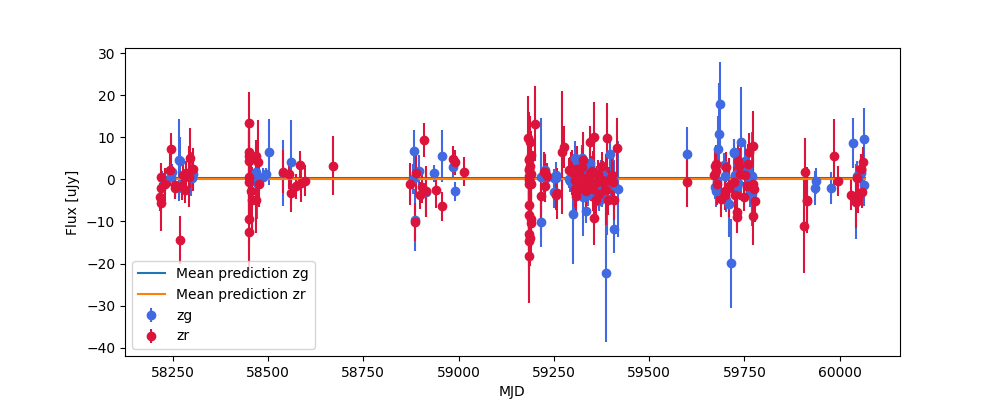 30
20
10
0
−10
−20
−30
−40
Flux [uJy]
Mean prediction zg
Mean prediction zr
zg
zr
58250 58500 58750 59000 59250 59500 59750 60000
MJD